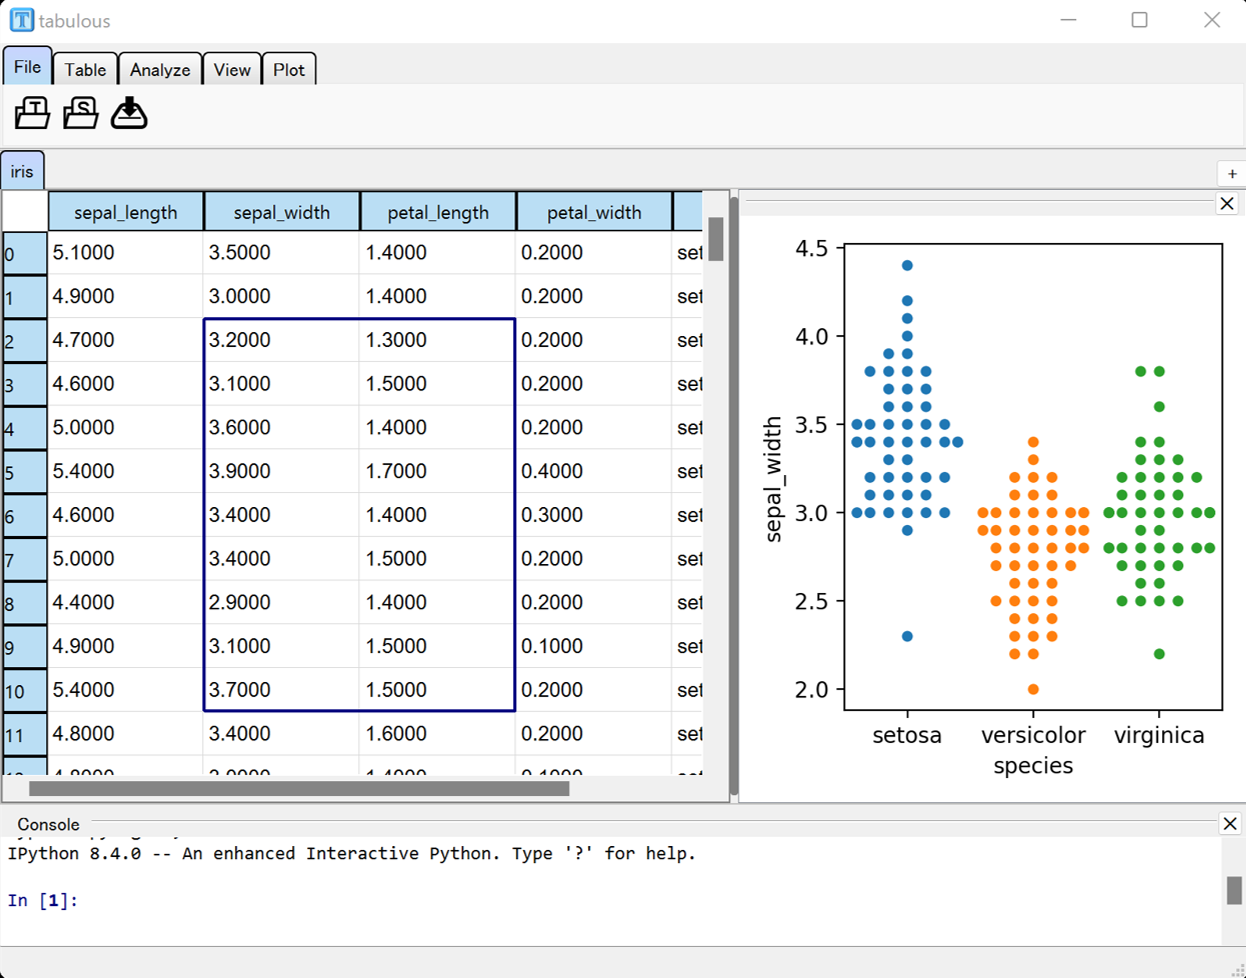 tabulous
File Table Analyze View Plot
T S
iris
+
sepal_length sepal_width petal_length petal_width
0 5.1000 3.5000 1.4000 0.2000 set
1 4.9000 3.0000 1.4000 0.2000 set
2 4.7000 3.2000 1.3000 0.2000 set
3 4.6000 3.1000 1.5000 0.2000 set
4 5.0000 3.6000 1.4000 0.2000 set
5 5.4000 3.9000 1.7000 0.4000 set
6 4.6000 3.4000 1.4000 0.3000 set
7 5.0000 3.4000 1.5000 0.2000 set
8 4.4000 2.9000 1.4000 0.2000 set
9 4.9000 3.1000 1.5000 0.1000 set
10 5.4000 3.7000 1.5000 0.2000 set
11 4.8000 3.4000 1.6000 0.2000 set
4.5
4.0
3.5
3.0
2.5
2.0
sepal_width
setosa versicolor virginica
species
Console
IPython 8.4.0 -- An enhanced Interactive Python. Type '?' for help.
In [1]: